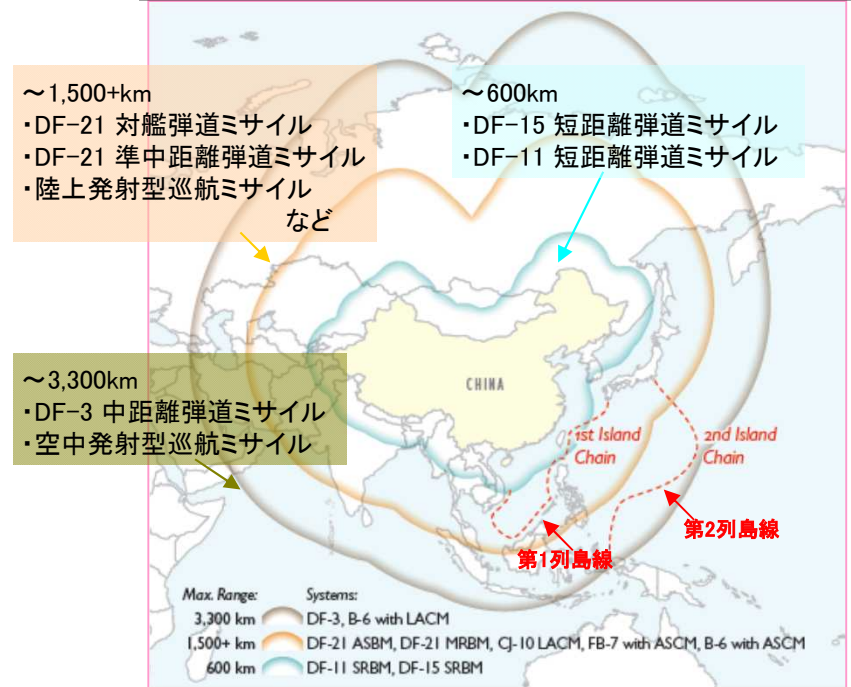 ～1,500+km
・DF-21 対艦弾道ミサイル
・DF-21 準中距離弾道ミサイル
・陸上発射型巡航ミサイル
など
～600km
・DF-15 短距離弾道ミサイル
・DF-11 短距離弾道ミサイル
～3,300km
・DF-3 中距離弾道ミサイル
・空中発射型巡航ミサイル
CHINA
1st Island
Chain
2nd Island
Chain
第2列島線
第1列島線
Max. Range: Systems:
3,300 km DF-3, B-6 with LACM
1,500+ km DF-21 ASBM, DF-21 MRBM, CJ-10 LACM, FB-7 with ASCM, B-6 with ASCM
600 km DF-11 SRBM, DF-15 SRBM